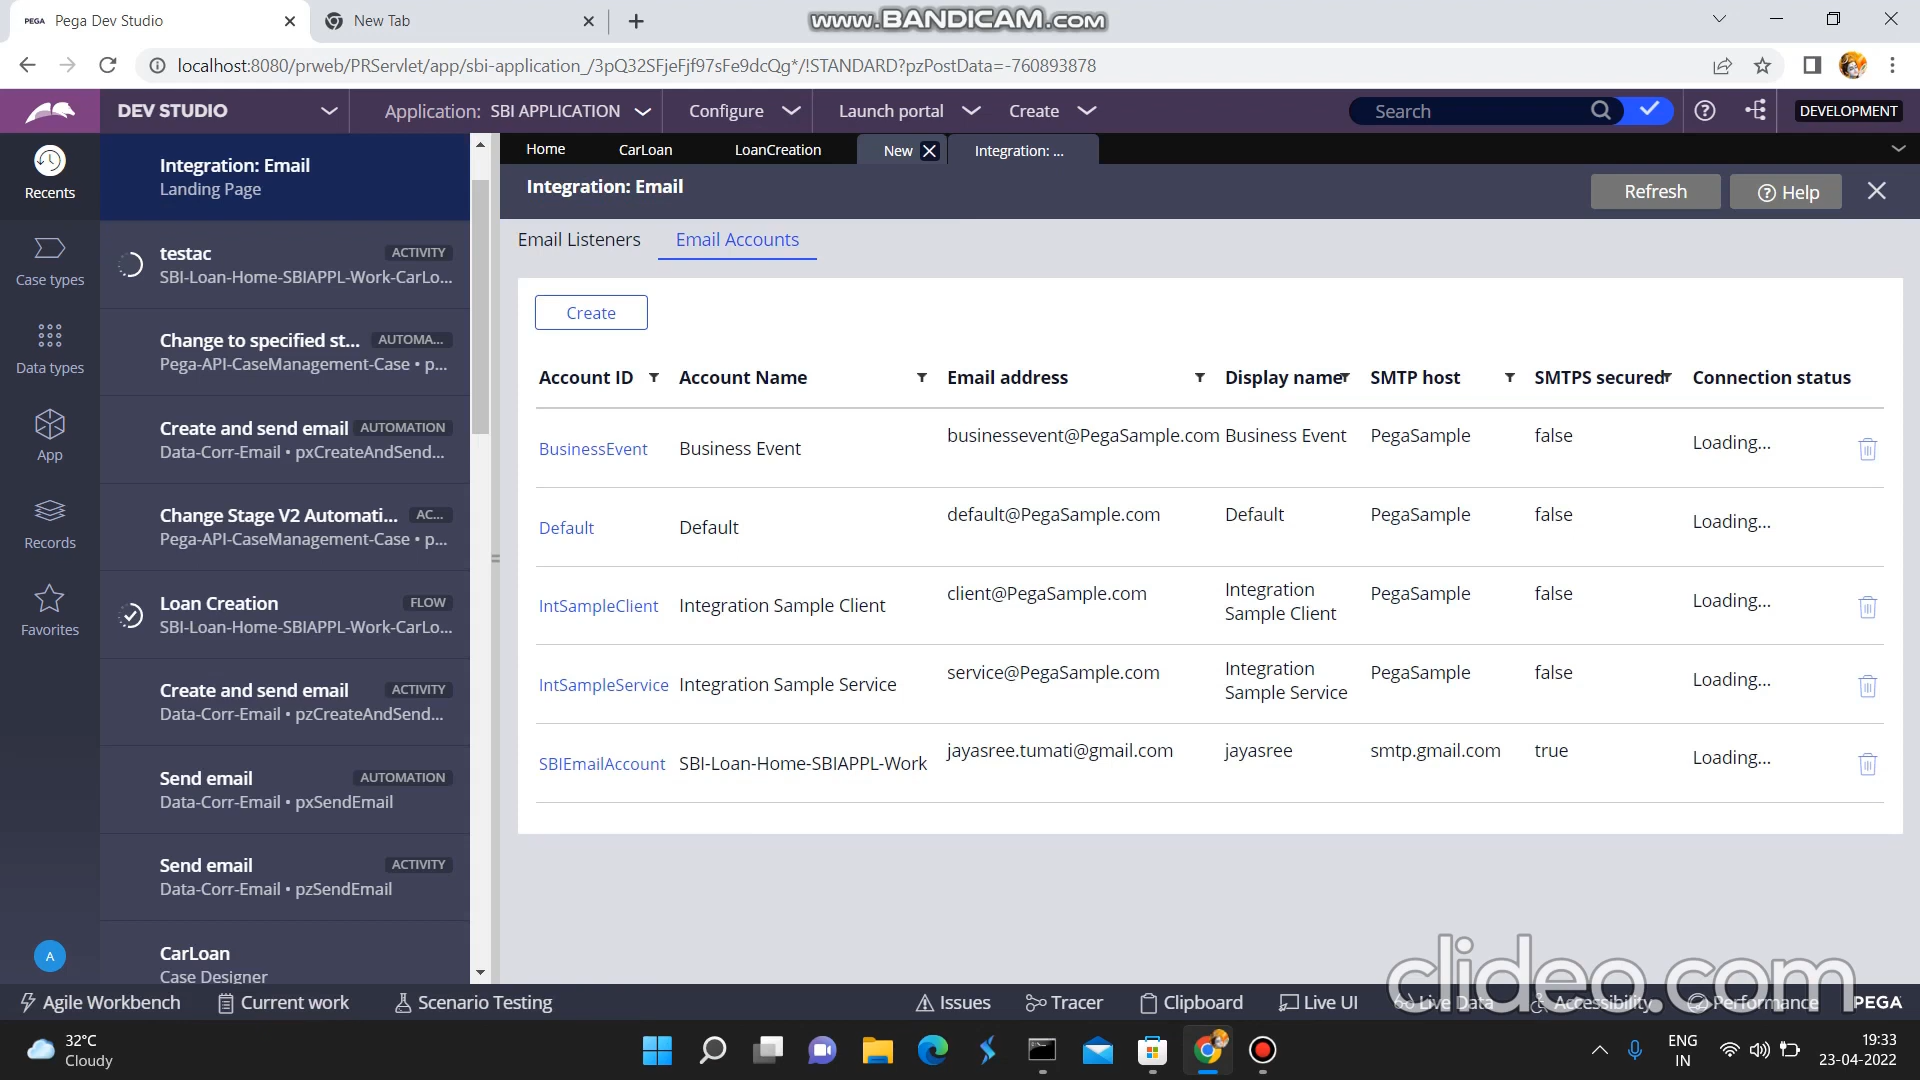 PEGA Pega Dev Studio
New Tab
www.BANDICAM.com
localhost:8080/prweb/PRServlet/app/sbi-application_/3pQ32SFjeFjf97sFe9dcQg*/!STANDARD?pzPostData=-760893878
DEV STUDIO
Application: SBI APPLICATION
Configure
Launch portal
Create
Search
DEVELOPMENT
Recents
Case types
Data types
App
Records
Favorites
A
Integration: Email
Landing Page
testac ACTIVITY
SBI-Loan-Home-SBIAPPL-Work-CarLo...
Change to specified st... AUTOMA...
Pega-API-CaseManagement-Case • p...
Create and send email AUTOMATION
Data-Corr-Email • pxCreateAndSend...
Change Stage V2 Automati... AC...
Pega-API-CaseManagement-Case • p...
Loan Creation FLOW
SBI-Loan-Home-SBIAPPL-Work-CarLo...
Create and send email ACTIVITY
Data-Corr-Email • pzCreateAndSend...
Send email AUTOMATION
Data-Corr-Email • pxSendEmail
Send email ACTIVITY
Data-Corr-Email • pzSendEmail
CarLoan
Case Designer
Home CarLoan LoanCreation New Integration: ...
Integration: Email
Refresh
Help
Email Listeners Email Accounts
Create
Account ID Account Name Email address Display name SMTP host SMTPS secured Connection status
BusinessEvent Business Event businessevent@PegaSample.com Business Event PegaSample false Loading...
Default Default default@PegaSample.com Default PegaSample false Loading...
IntSampleClient Integration Sample Client client@PegaSample.com Integration Sample Client PegaSample false Loading...
IntSampleService Integration Sample Service service@PegaSample.com Integration Sample Service PegaSample false Loading...
SBIEmailAccount SBI-Loan-Home-SBIAPPL-Work jayasree.tumati@gmail.com jayasree smtp.gmail.com true Loading...
clideo.com
Agile Workbench Current work Scenario Testing Issues Tracer Clipboard Live UI Live Data Accessibility Performance PEGA
32°C
Cloudy
ENG
IN
19:33
23-04-2022